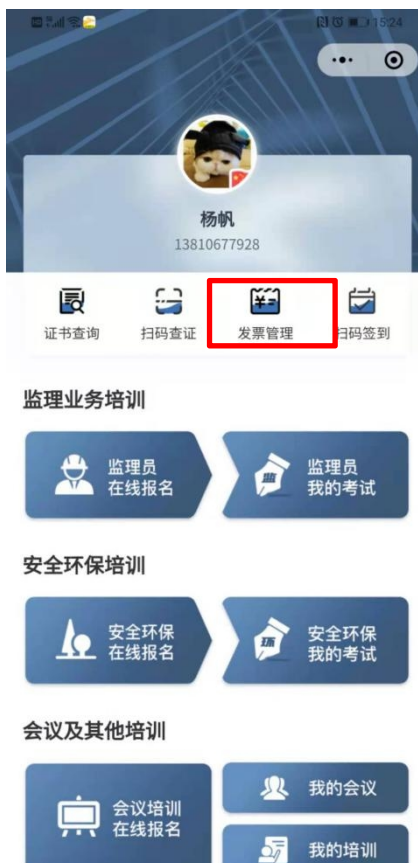 15:24
杨帆
13810677928
证书查询 扫码查证 发票管理 扫码签到
监理业务培训
监理员
在线报名
监
监理员
我的考试
安全环保培训
安全环保
在线报名
环
安全环保
我的考试
会议及其他培训
会议培训
在线报名
我的会议
我的培训